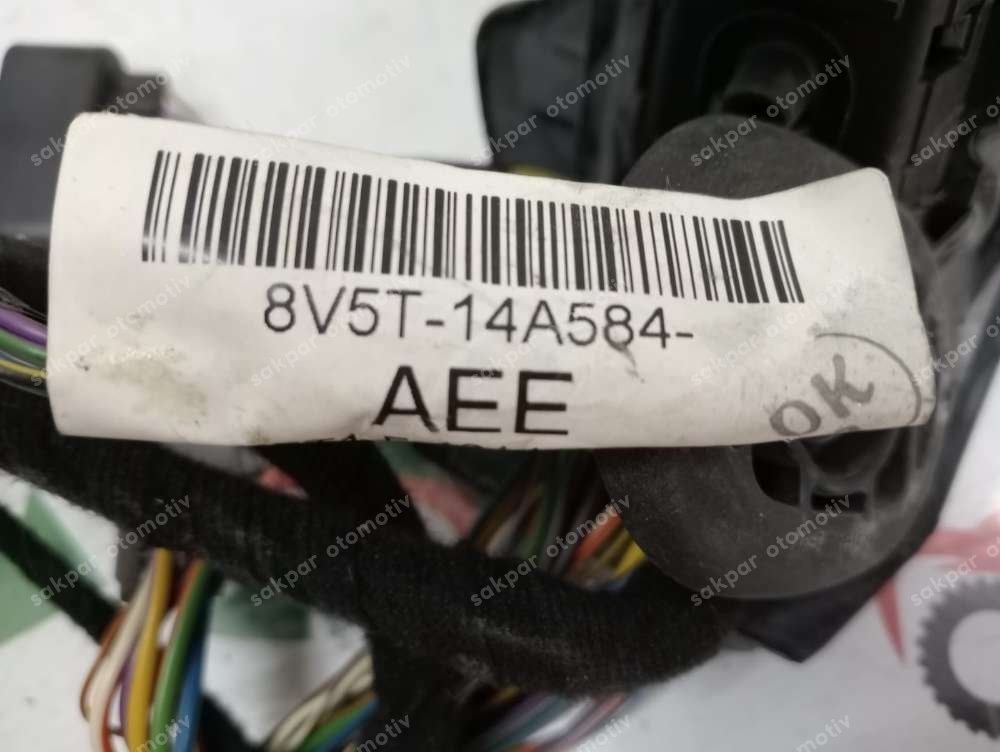 8V5T-14A584-
AEE
OK
sakpar otomotiv